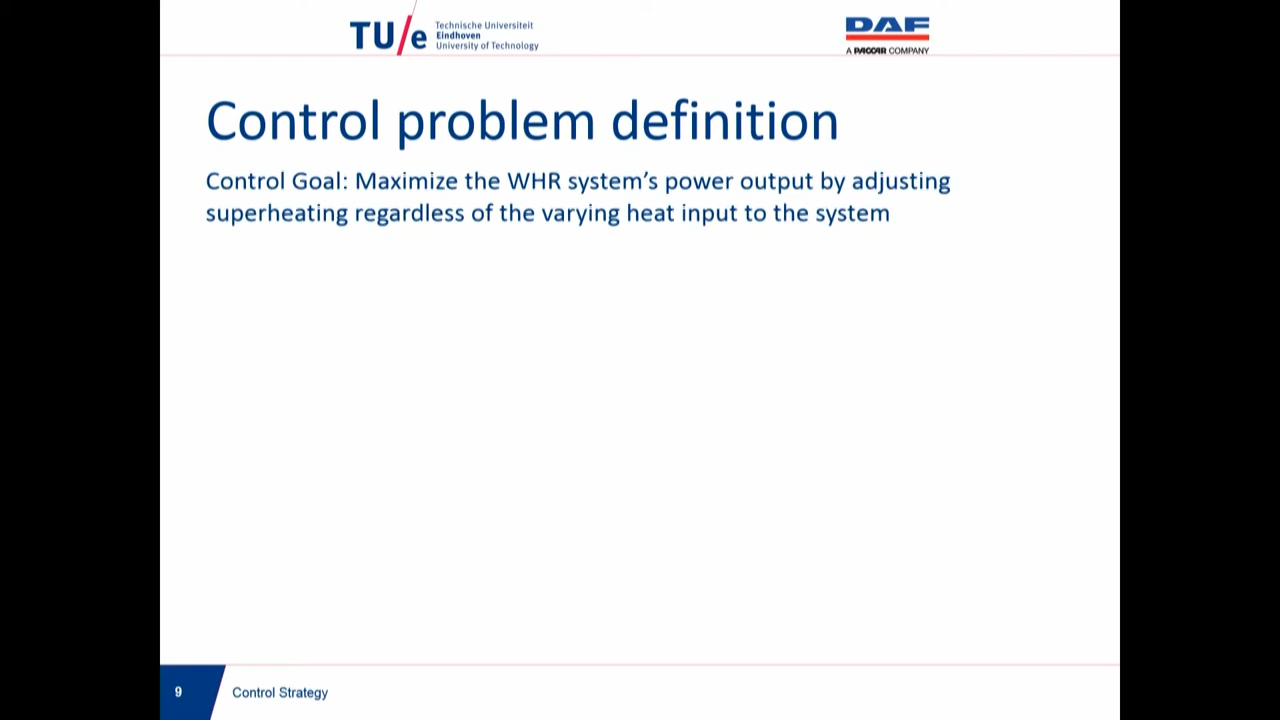 TU/e
Technische Universiteit
Eindhoven
University of Technology
DAF
A PACCAR COMPANY
Control problem definition
Control Goal: Maximize the WHR system’s power output by adjusting
superheating regardless of the varying heat input to the system
9
Control Strategy